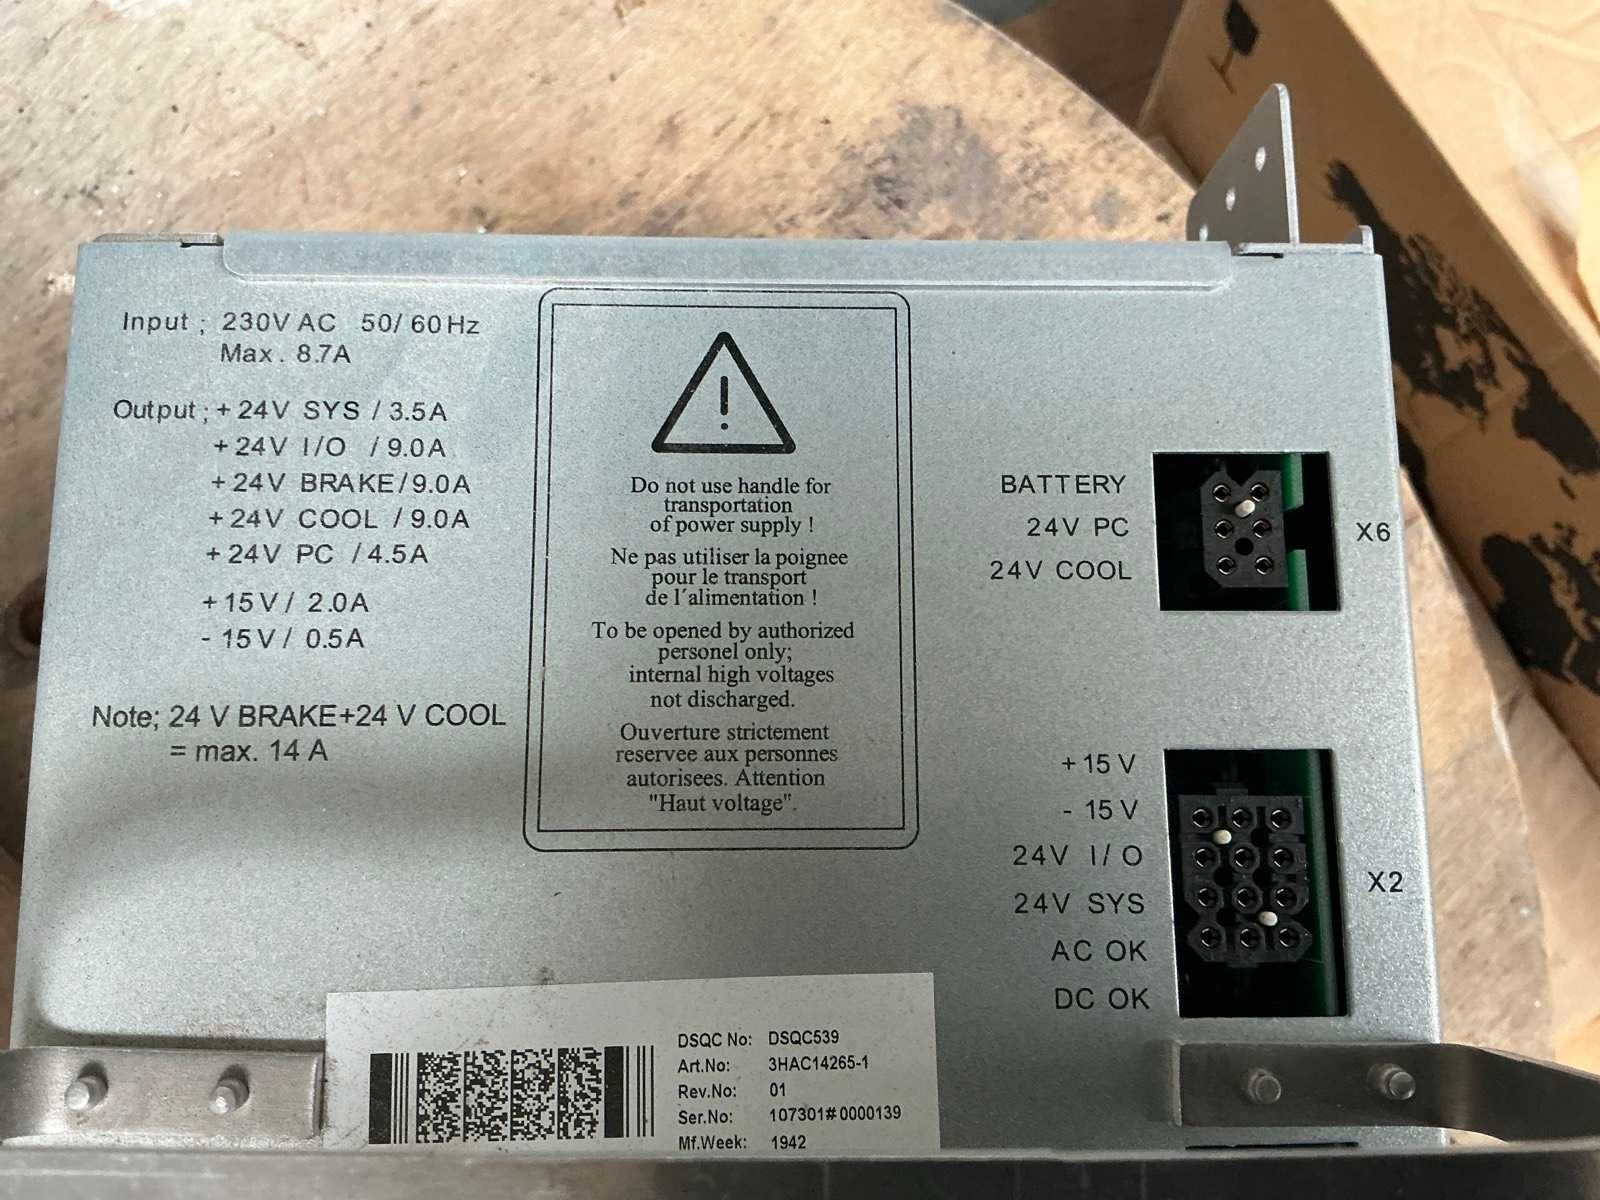 Input ; 230V AC 50/ 60 Hz
Max . 8.7A
Output ; + 24V SYS / 3.5A
+ 24V I/O / 9.0A
+ 24V BRAKE / 9.0A
+ 24V COOL / 9.0A
+ 24V PC / 4.5A
+ 15 V / 2.0A
- 15 V / 0.5A
Note; 24 V BRAKE+24 V COOL
= max. 14 A
!
Do not use handle for
transportation
of power supply !
Ne pas utiliser la poignee
pour le transport
de l´alimentation !
To be opened by authorized
personel only;
internal high voltages
not discharged.
Ouverture strictement
reservee aux personnes
autorisees. Attention
"Haut voltage".
BATTERY
24V PC
24V COOL
X6
+ 15 V
- 15 V
24V I/ O
24V SYS
AC OK
DC OK
X2
DSQC No: DSQC539
Art.No: 3HAC14265-1
Rev.No: 01
Ser.No: 107301#0000139
Mf.Week: 1942